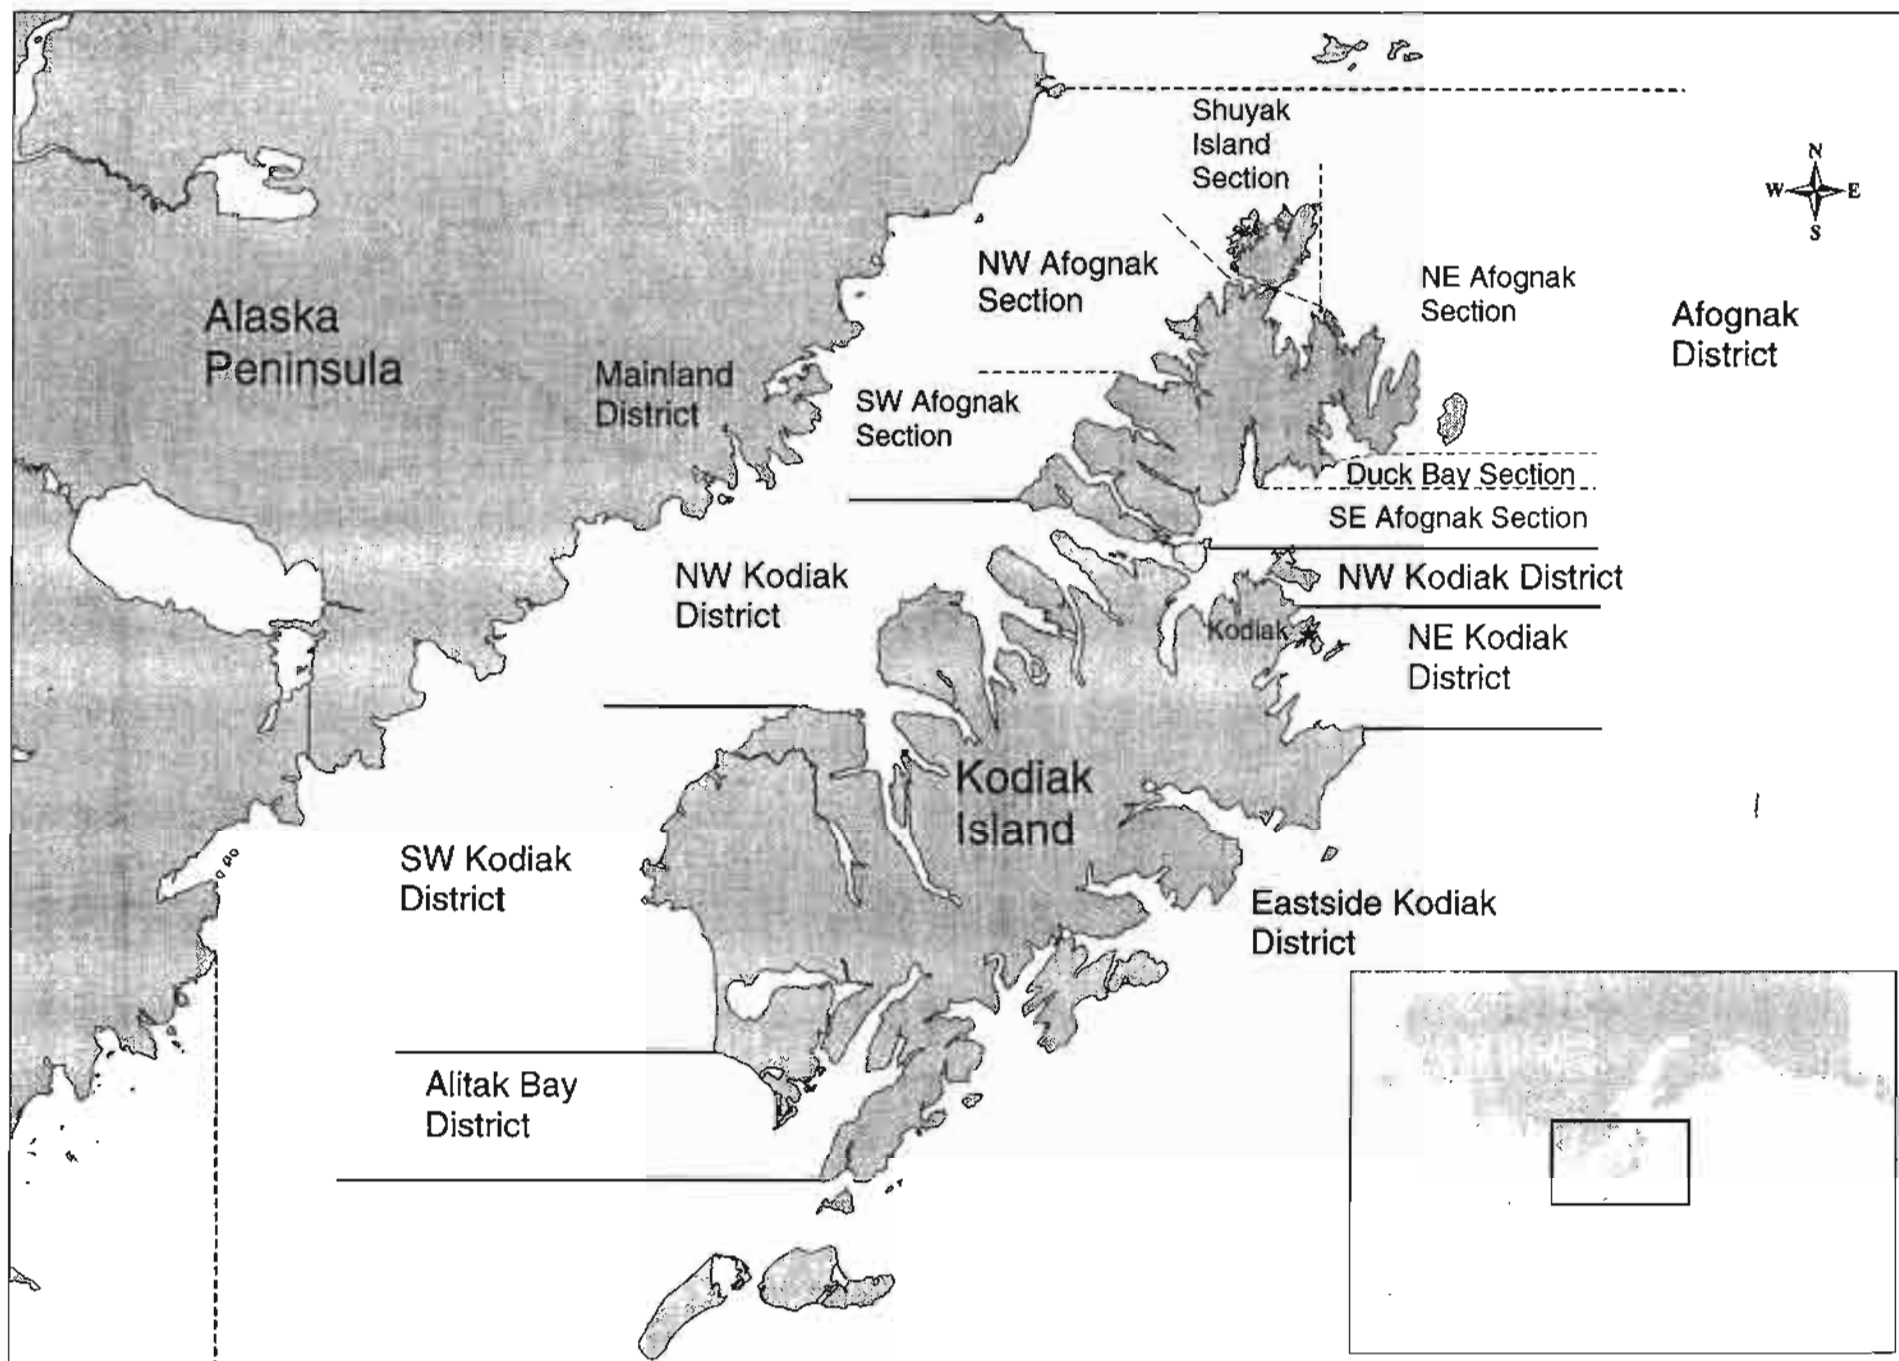 Shuyak
Island
Section
N
W
E
S
NW Afognak
Section
NE Afognak
Section
Afognak
District
Alaska
Peninsula
Mainland
District
SW Afognak
Section
Duck Bay Section
SE Afognak Section
NW Kodiak
District
NW Kodiak District
Kodiak
NE Kodiak
District
Kodiak
Island
SW Kodiak
District
Eastside Kodiak
District
Alitak Bay
District